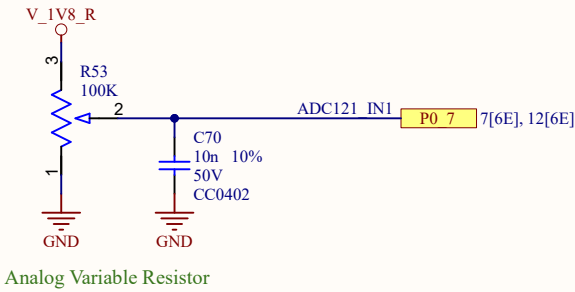 V_1V8_R
3
R53
100K
2
ADC121_IN1
P0_7
7[6E], 12[6E]
C70
10n 10%
50V
CC0402
1
GND
GND
Analog Variable Resistor